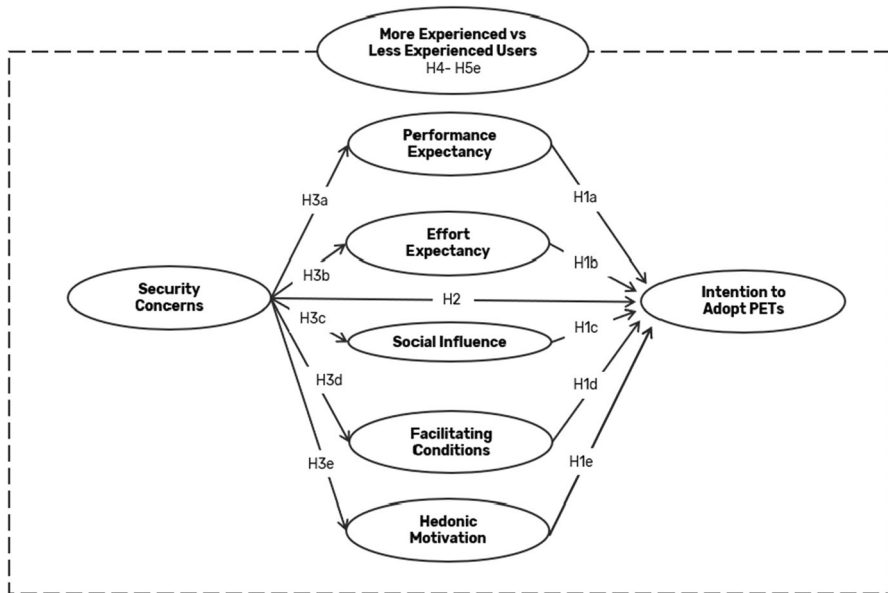 More Experienced vs
Less Experienced Users
H4- H5e
Performance
Expectancy
H3a
H1a
Effort
Expectancy
H3b
H1b
Security
Concerns
H2
Intention to
Adopt PETs
H3c
Social Influence
H1c
H3d
H1d
Facilitating
Conditions
H3e
H1e
Hedonic
Motivation